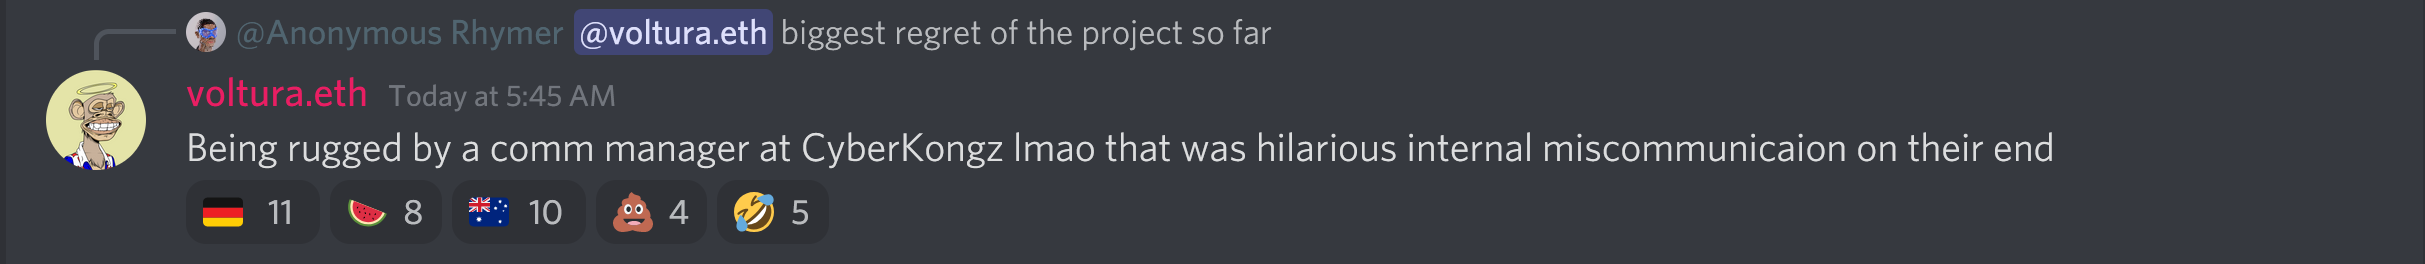 @Anonymous Rhymer @voltura.eth biggest regret of the project so far
voltura.eth Today at 5:45 AM
Being rugged by a comm manager at CyberKongz lmao that was hilarious internal miscommunicaion on their end
11 8 10 4 5